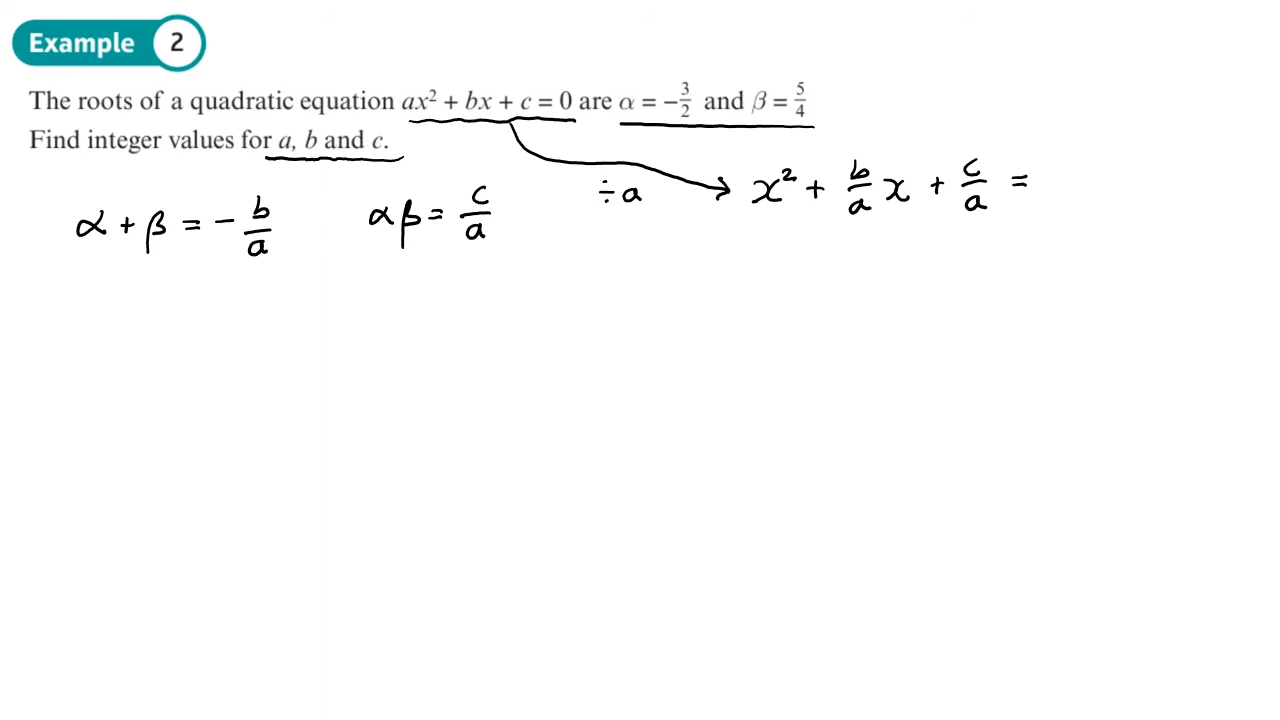 Example 2
The roots of a quadratic equation ax² + bx + c = 0 are α = −3/2 and β = 5/4
Find integer values for a, b and c.
α + β = − b/a
αβ = c/a
÷ a → x² + b/a x + c/a =